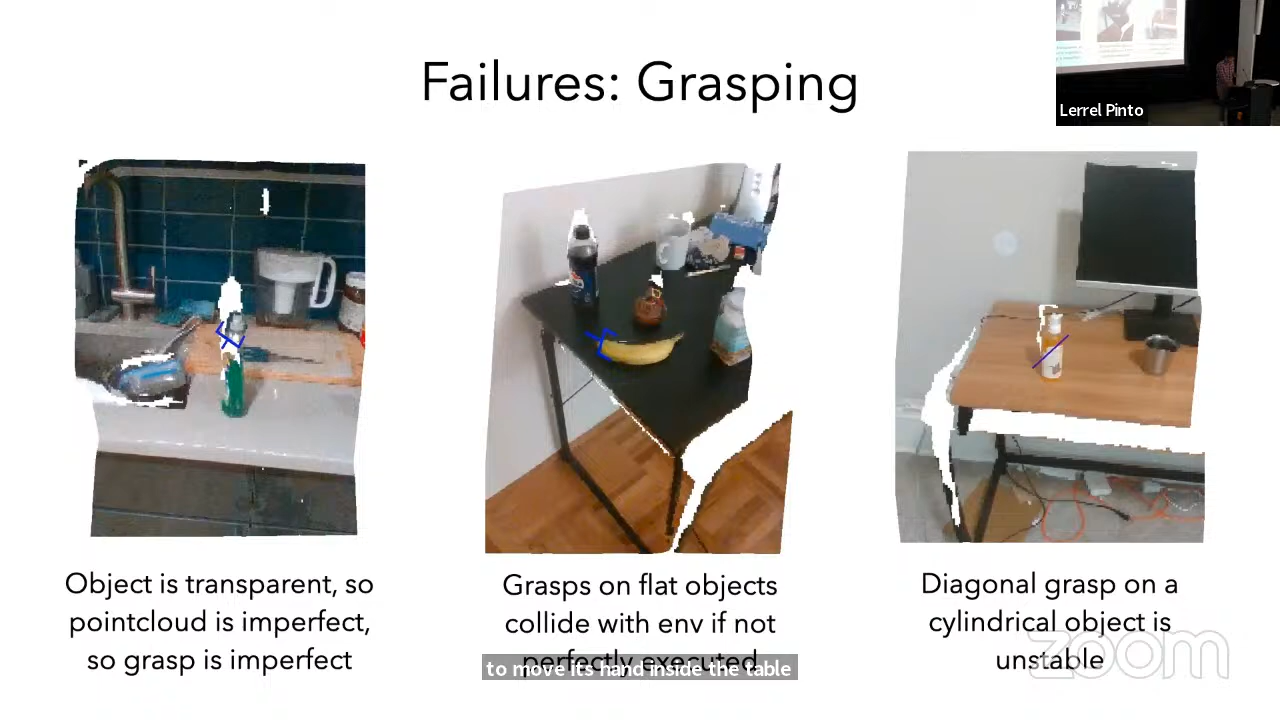 Failures: Grasping
Lerrel Pinto
Object is transparent, so
pointcloud is imperfect,
so grasp is imperfect
Grasps on flat objects
collide with env if not
perfectly executed
Diagonal grasp on a
cylindrical object is
unstable
to move its hand inside the table
zoom